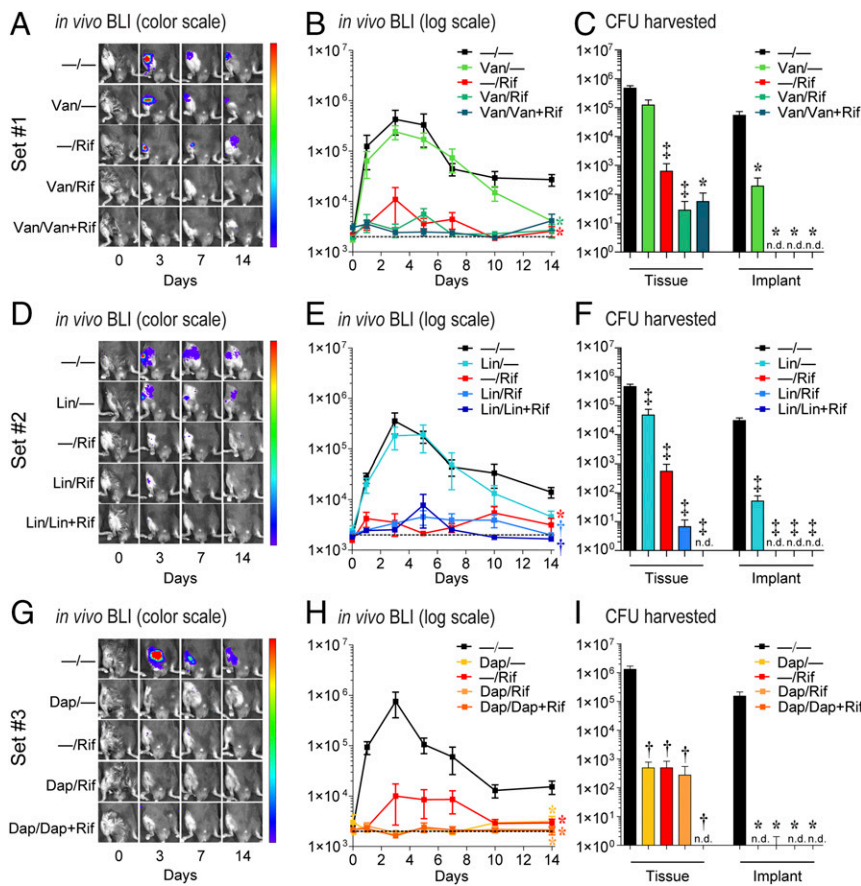 A in vivo BLI (color scale)
Set #1
—/—
Van/—
—/Rif
Van/Rif
Van/Van+Rif
0 3 7 14
Days
B in vivo BLI (log scale)
—/—
Van/—
—/Rif
Van/Rif
Van/Van+Rif
1×10⁷
1×10⁶
1×10⁵
1×10⁴
1×10³
*
*
0 2 4 6 8 10 12 14
Days
C CFU harvested
—/—
Van/—
—/Rif
Van/Rif
Van/Van+Rif
1×10⁷
1×10⁶
1×10⁵
1×10⁴
1×10³
1×10²
1×10¹
1×10⁰
‡ ‡ * * * * *
n.d. n.d. n.d.
Tissue Implant
D in vivo BLI (color scale)
Set #2
—/—
Lin/—
—/Rif
Lin/Rif
Lin/Lin+Rif
0 3 7 14
Days
E in vivo BLI (log scale)
—/—
Lin/—
—/Rif
Lin/Rif
Lin/Lin+Rif
1×10⁷
1×10⁶
1×10⁵
1×10⁴
1×10³
*
†
†
0 2 4 6 8 10 12 14
Days
F CFU harvested
—/—
Lin/—
—/Rif
Lin/Rif
Lin/Lin+Rif
1×10⁷
1×10⁶
1×10⁵
1×10⁴
1×10³
1×10²
1×10¹
1×10⁰
‡ ‡ ‡ ‡ ‡ ‡ ‡ ‡
n.d. n.d. n.d. n.d.
Tissue Implant
G in vivo BLI (color scale)
Set #3
—/—
Dap/—
—/Rif
Dap/Rif
Dap/Dap+Rif
0 3 7 14
Days
H in vivo BLI (log scale)
—/—
Dap/—
—/Rif
Dap/Rif
Dap/Dap+Rif
1×10⁷
1×10⁶
1×10⁵
1×10⁴
1×10³
*
*
*
*
0 2 4 6 8 10 12 14
Days
I CFU harvested
—/—
Dap/—
—/Rif
Dap/Rif
Dap/Dap+Rif
1×10⁷
1×10⁶
1×10⁵
1×10⁴
1×10³
1×10²
1×10¹
1×10⁰
† † † † * * * *
n.d. n.d. n.d. n.d.
Tissue Implant